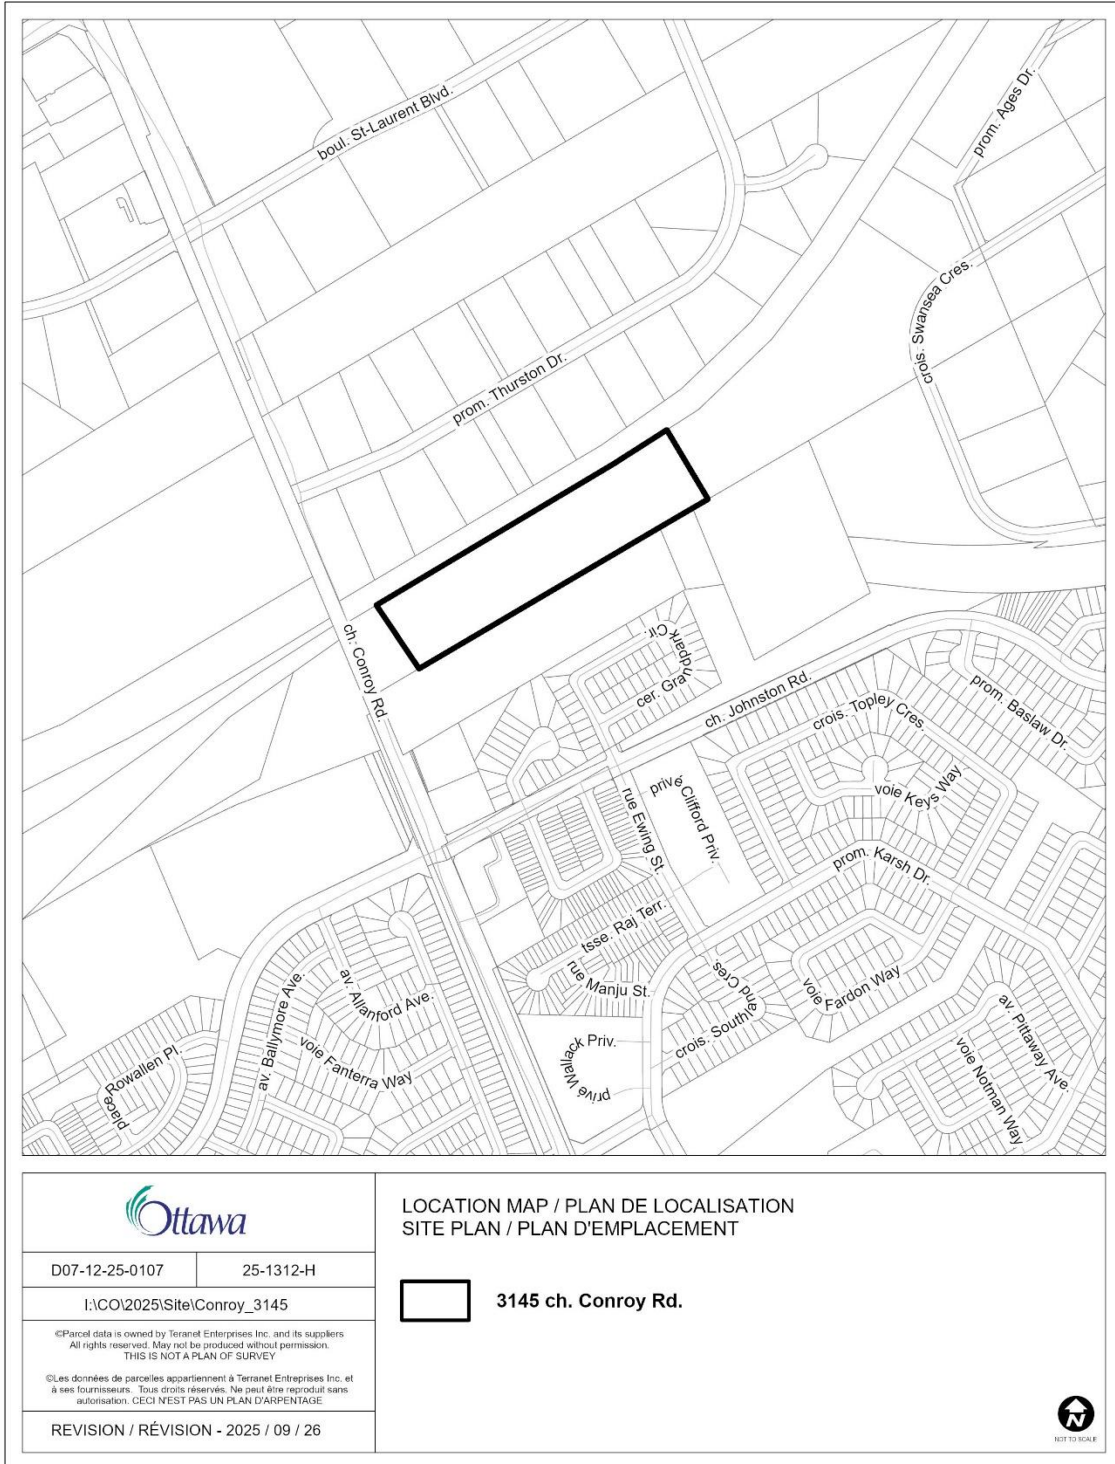 boul. St-Laurent Blvd.
prom. Ages Dr.
crois. Swansea Cres.
prom. Thurston Dr.
ch. Conroy Rd.
cer. Grandpark Cir.
ch. Johnston Rd.
crois. Topley Cres.
prom. Baslaw Dr.
voie Keys Way
privé Clifford Priv.
rue Ewing St.
prom. Karsh Dr.
tsse. Raj Terr.
rue Manju St.
crois. Southland Cres
voie Fardon Way
av. Pittaway Ave.
voie Notman Way
privé Wallack Priv.
av. Allanford Ave.
av. Ballymore Ave.
voie Fanterra Way
place Rowallen Pl.
Ottawa
D07-12-25-0107
25-1312-H
I:\CO\2025\Site\Conroy_3145
©Parcel data is owned by Teranet Enterprises Inc. and its suppliers
All rights reserved. May not be produced without permission.
THIS IS NOT A PLAN OF SURVEY
©Les données de parcelles appartiennent à Terranet Entreprises Inc. et
à ses fournisseurs. Tous droits réservés. Ne peut être reproduit sans
autorisation. CECI N'EST PAS UN PLAN D'ARPENTAGE
REVISION / RÉVISION - 2025 / 09 / 26
LOCATION MAP / PLAN DE LOCALISATION
SITE PLAN / PLAN D'EMPLACEMENT
3145 ch. Conroy Rd.
N
NOT TO SCALE